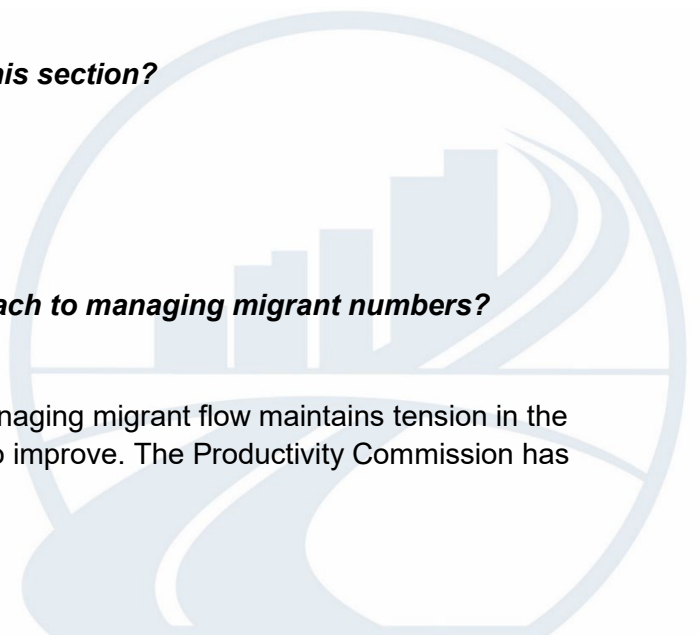 his section?
ach to managing migrant numbers?
naging migrant flow maintains tension in the
o improve. The Productivity Commission has